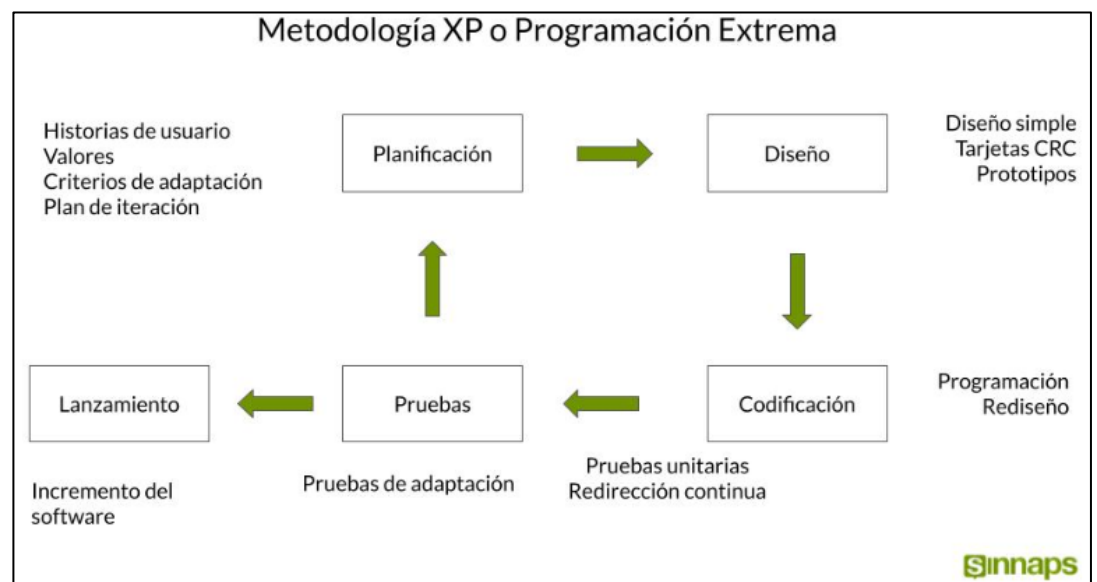 Metodología XP o Programación Extrema
Historias de usuario
Valores
Criterios de adaptación
Plan de iteración
Planificación
Diseño
Diseño simple
Tarjetas CRC
Prototipos
Lanzamiento
Pruebas
Codificación
Programación
Rediseño
Incremento del
software
Pruebas de adaptación
Pruebas unitarias
Redirección continua
sinnaps